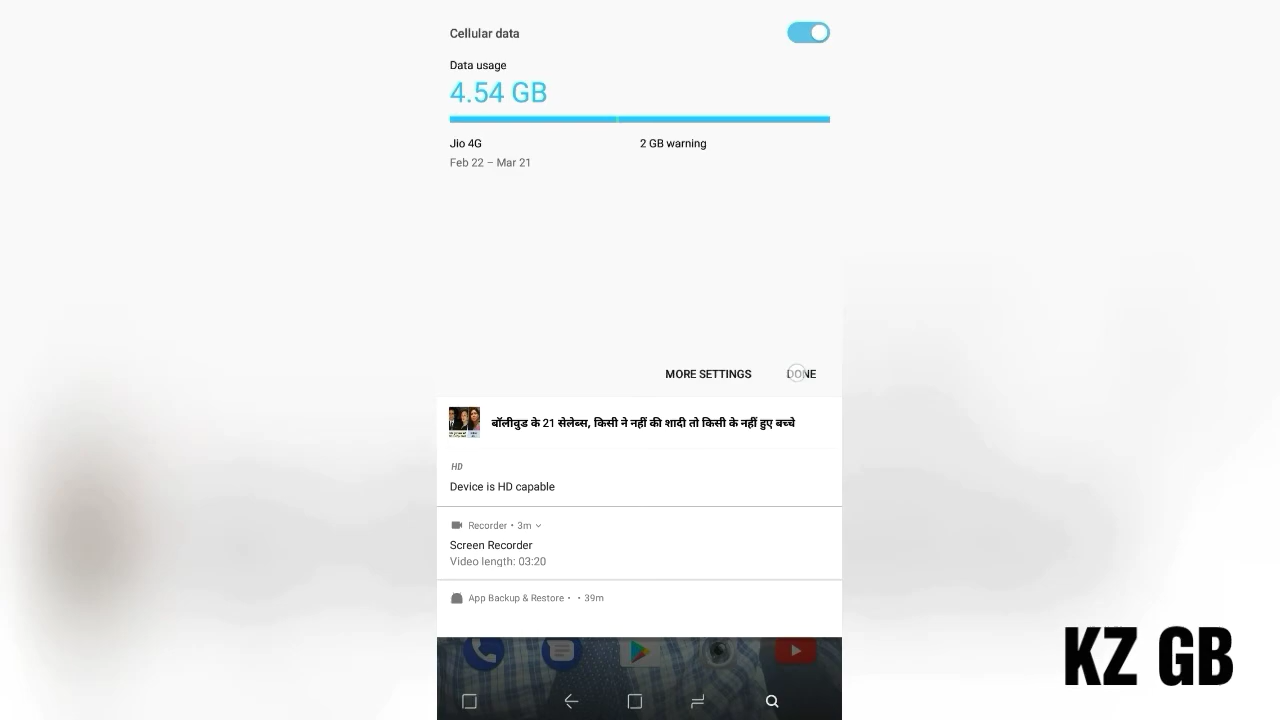 Cellular data
Data usage
4.54 GB
Jio 4G
2 GB warning
Feb 22 – Mar 21
MORE SETTINGS
DONE
बॉलीवुड के 21 सेलेब्स, किसी ने नहीं की शादी तो किसी के नहीं हुए बच्चे
HD
Device is HD capable
Recorder • 3m
Screen Recorder
Video length: 03:20
App Backup & Restore • • 39m
KZ GB